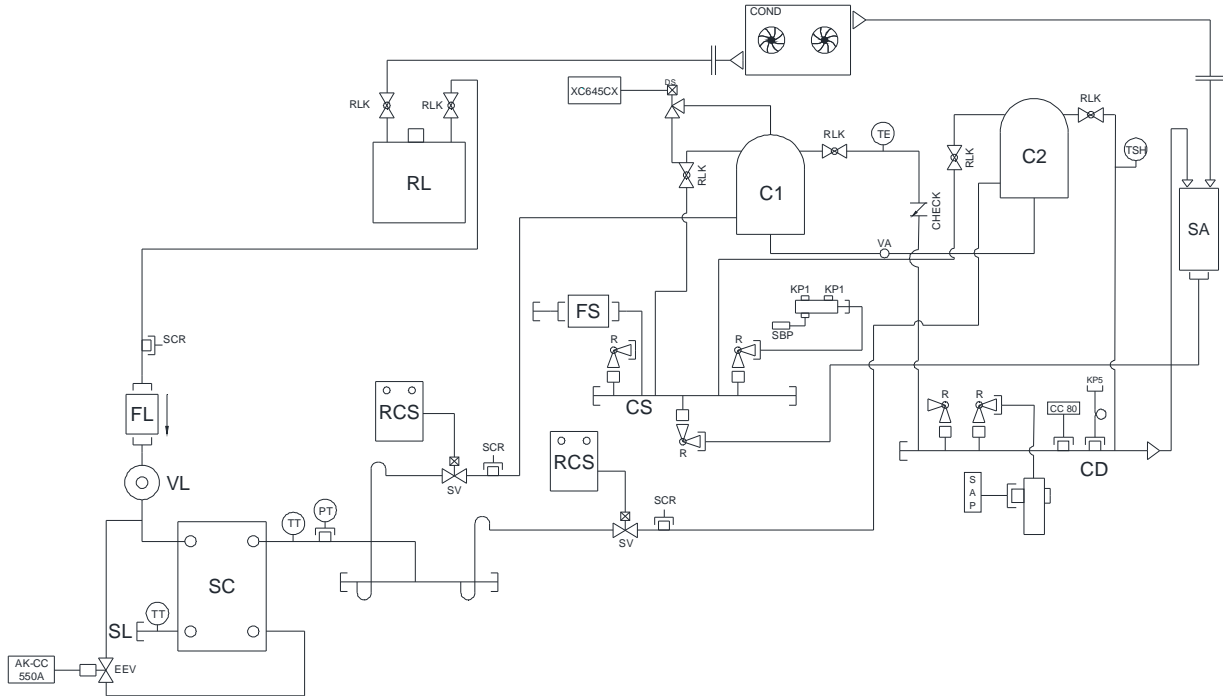 COND
XC645CX
DS
RLK
RLK
RLK
TE
RLK
C2
RLK
TSH
RL
RLK
C1
CHECK
SA
VA
KP1
KP1
FS
SBP
SCR
R
R
CS
FL
RCS
KP5
R
R
CC 80
RCS
SCR
R
CD
VL
SV
SCR
S
A
P
TT
PT
SV
SC
SL
TT
AK-CC
550A
EEV